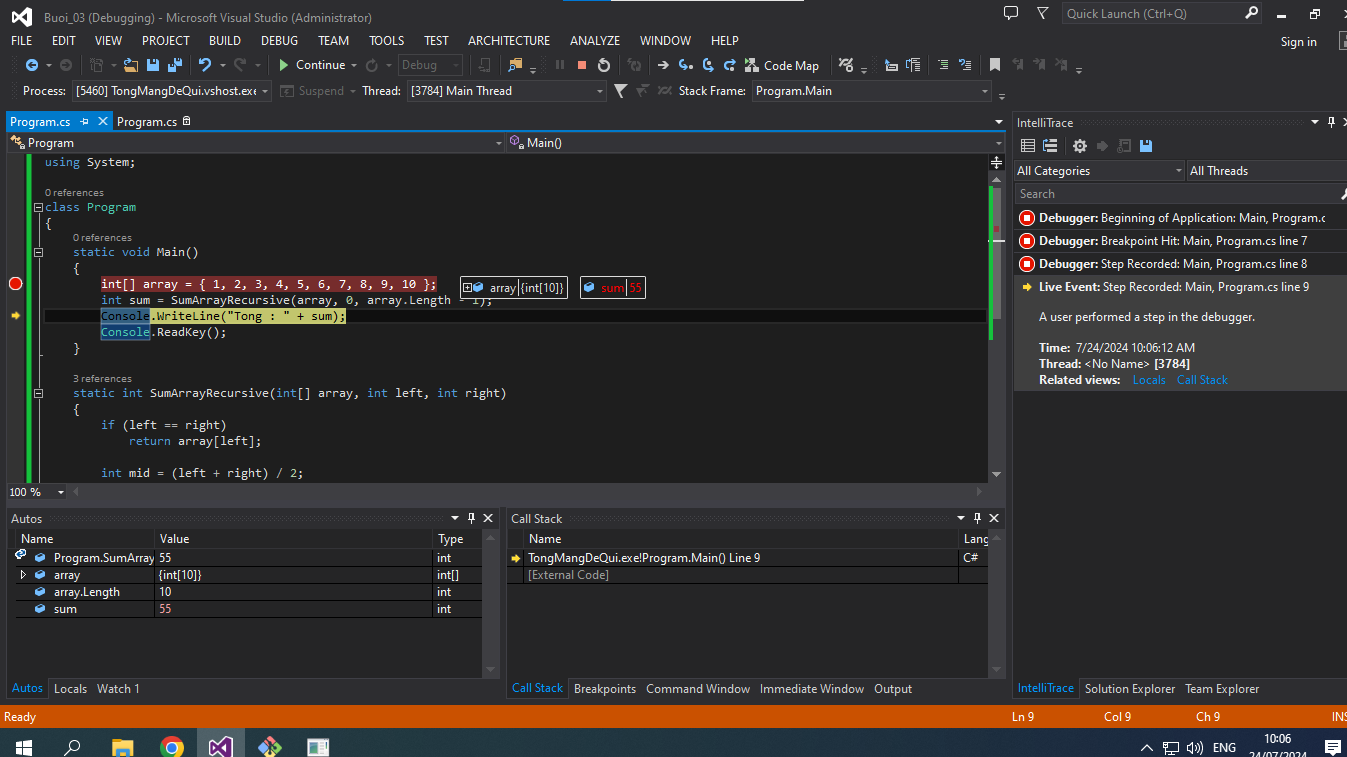 Buoi_03 (Debugging) - Microsoft Visual Studio (Administrator)
Quick Launch (Ctrl+Q)
FILE EDIT VIEW PROJECT BUILD DEBUG TEAM TOOLS TEST ARCHITECTURE ANALYZE WINDOW HELP
Sign in
Continue Debug Code Map
Process: [5460] TongMangDeQui.vshost.exe Suspend Thread: [3784] Main Thread Stack Frame: Program.Main
Program.cs Program.cs
Program Main()
using System;
0 references
class Program
{
0 references
static void Main()
{
int[] array = { 1, 2, 3, 4, 5, 6, 7, 8, 9, 10 }; array {int[10]} sum 55
int sum = SumArrayRecursive(array, 0, array.Length - 1);
Console.WriteLine("Tong : " + sum);
Console.ReadKey();
}
3 references
static int SumArrayRecursive(int[] array, int left, int right)
{
if (left == right)
return array[left];
int mid = (left + right) / 2;
100 %
IntelliTrace
All Categories All Threads
Search
Debugger: Beginning of Application: Main, Program.c
Debugger: Breakpoint Hit: Main, Program.cs line 7
Debugger: Step Recorded: Main, Program.cs line 8
Live Event: Step Recorded: Main, Program.cs line 9
A user performed a step in the debugger.
Time: 7/24/2024 10:06:12 AM
Thread: <No Name> [3784]
Related views: Locals Call Stack
Autos
Name Value Type
Program.SumArray 55 int
array {int[10]} int[]
array.Length 10 int
sum 55 int
Autos Locals Watch 1
Call Stack
Name Lang
TongMangDeQui.exe!Program.Main() Line 9 C#
[External Code]
Call Stack Breakpoints Command Window Immediate Window Output
IntelliTrace Solution Explorer Team Explorer
Ready Ln 9 Col 9 Ch 9 INS
ENG 10:06
24/07/2024